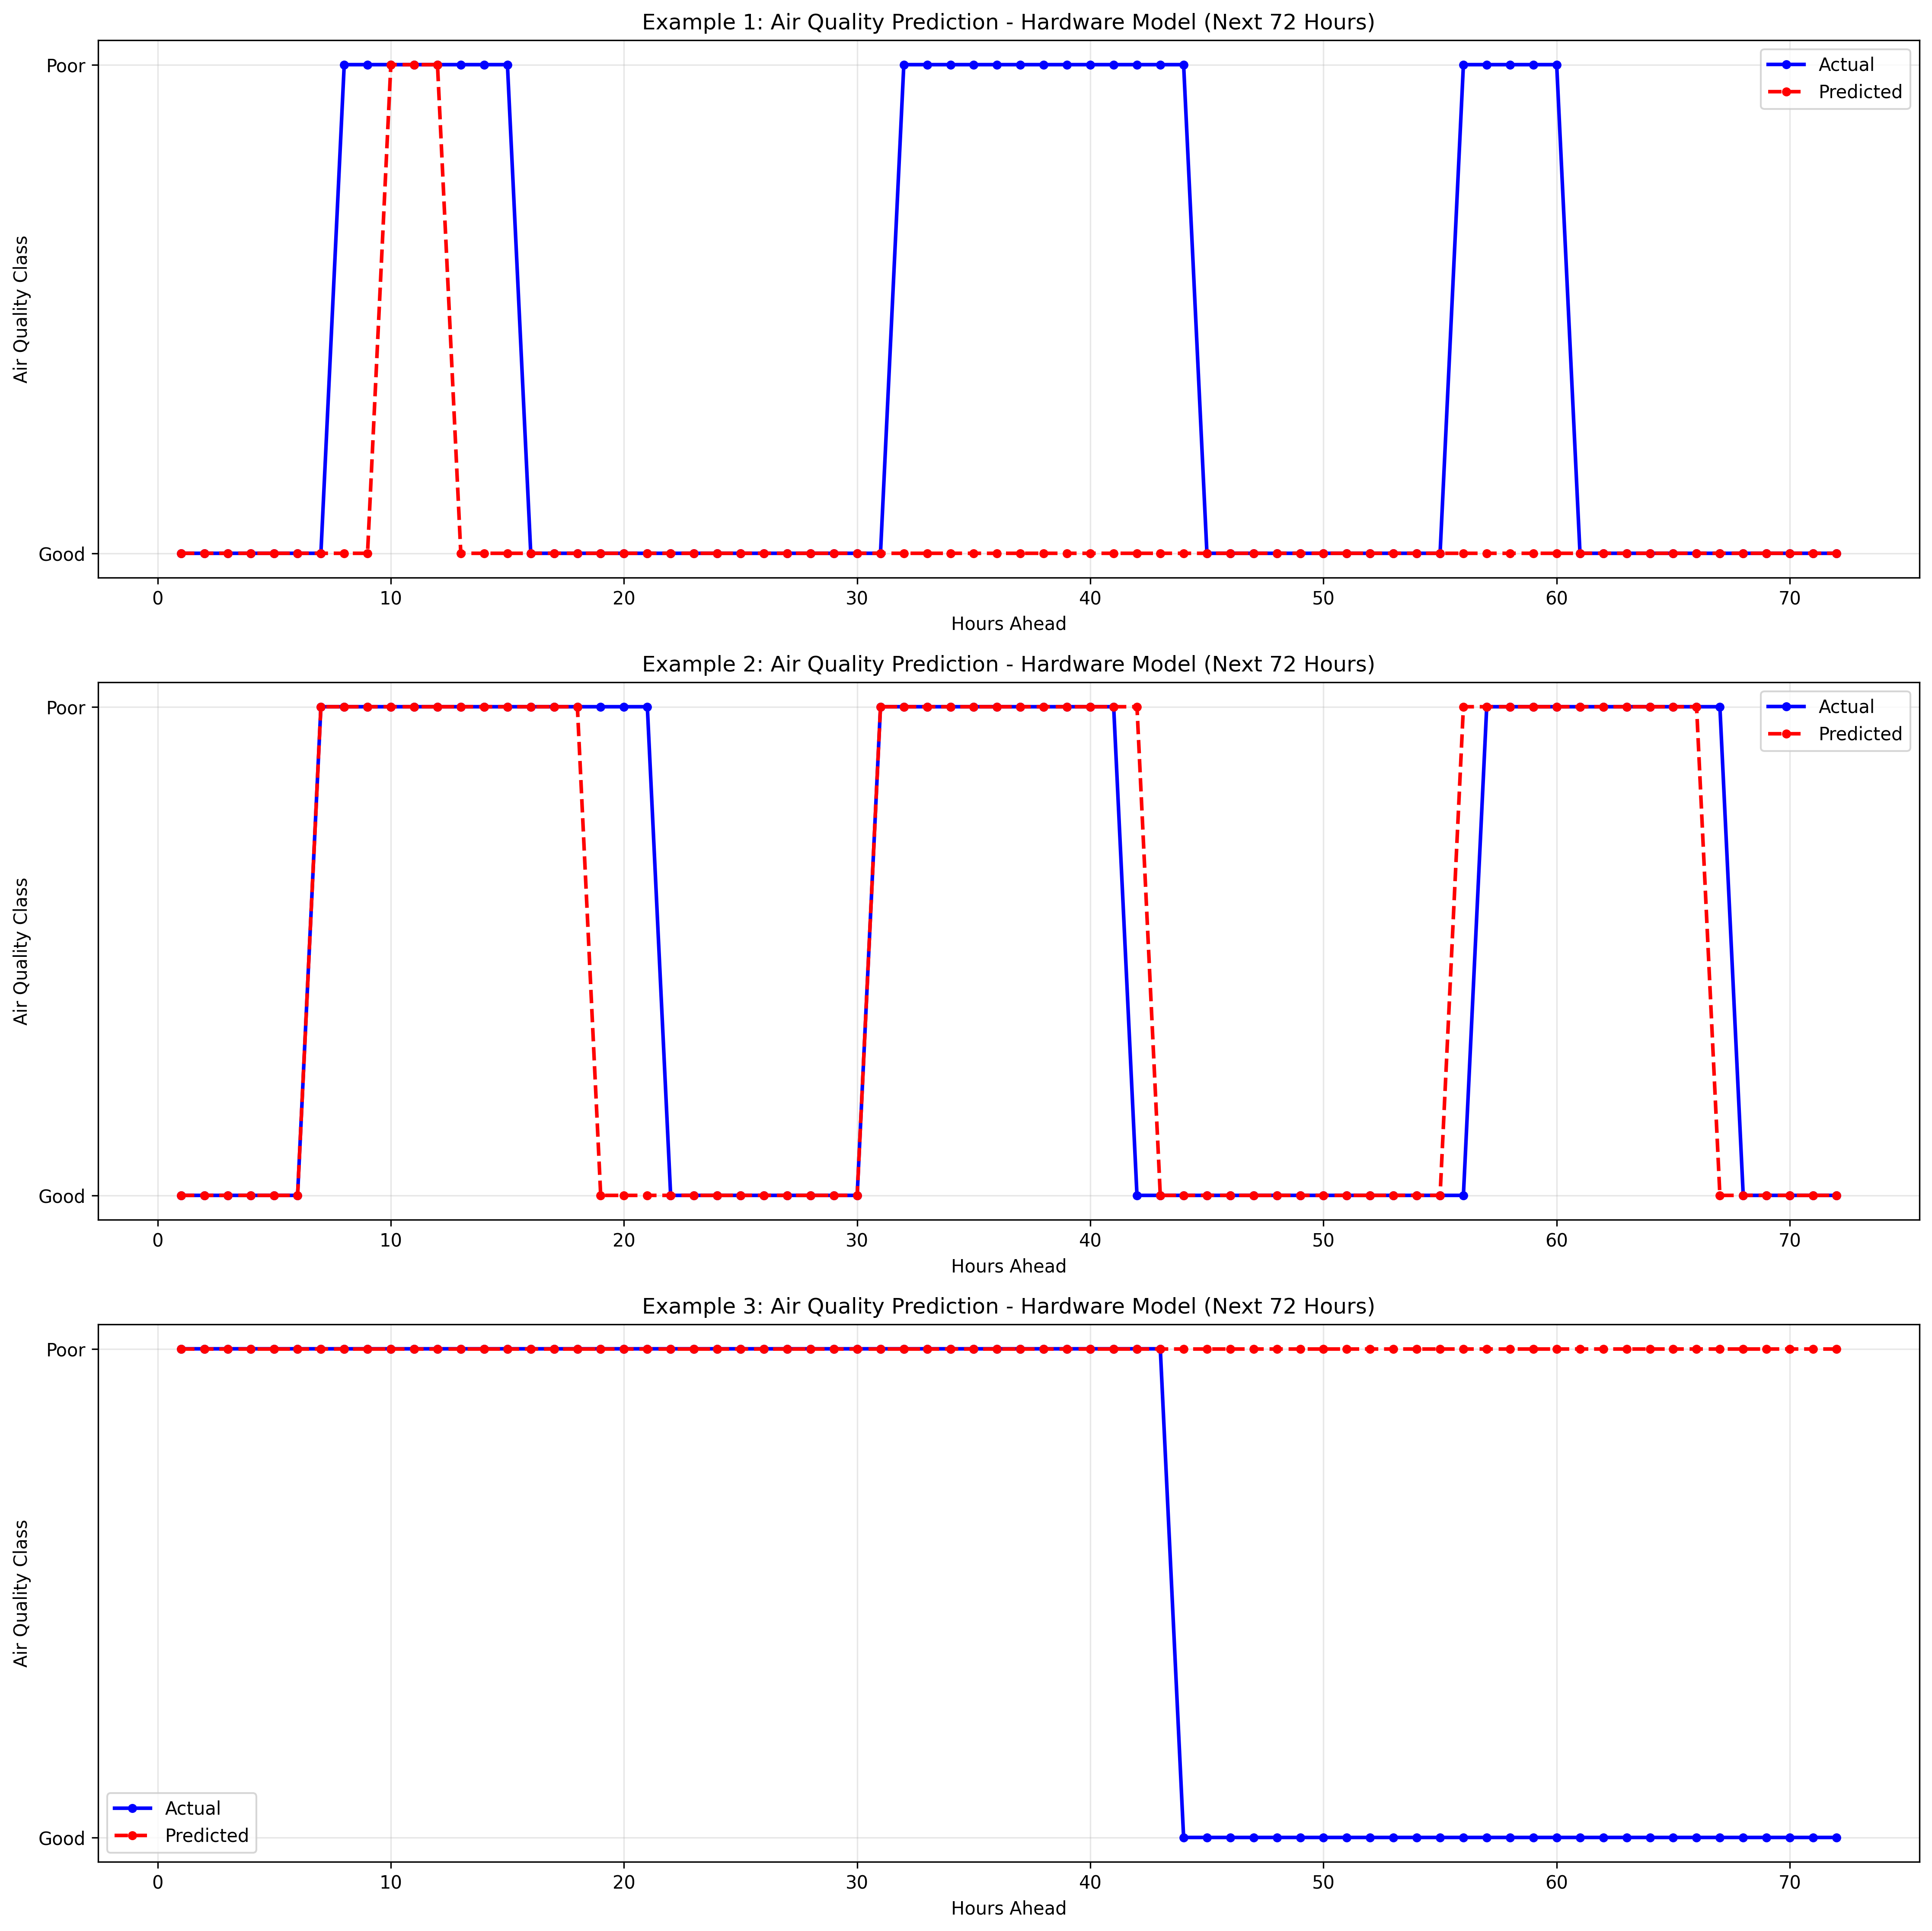 Example 1: Air Quality Prediction - Hardware Model (Next 72 Hours)
Poor
Good
Air Quality Class
Actual
Predicted
0 10 20 30 40 50 60 70
Hours Ahead
Example 2: Air Quality Prediction - Hardware Model (Next 72 Hours)
Poor
Good
Air Quality Class
Actual
Predicted
0 10 20 30 40 50 60 70
Hours Ahead
Example 3: Air Quality Prediction - Hardware Model (Next 72 Hours)
Poor
Good
Air Quality Class
Actual
Predicted
0 10 20 30 40 50 60 70
Hours Ahead